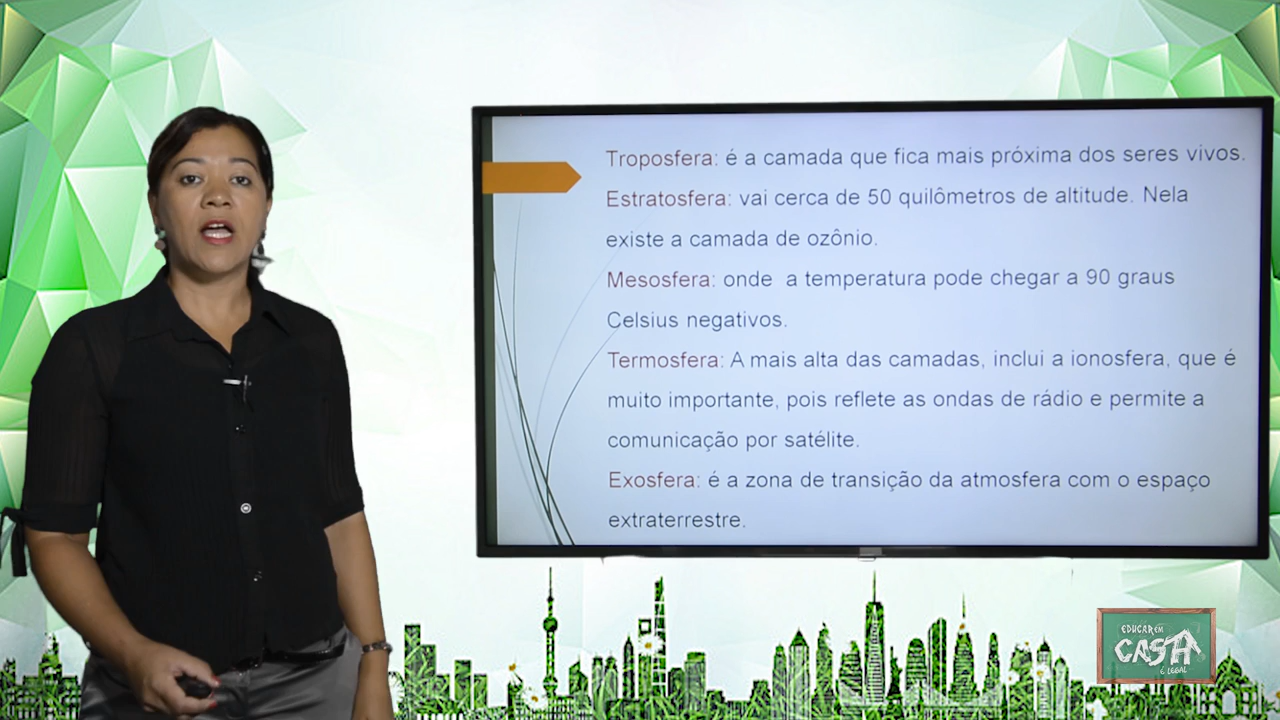 Troposfera: é a camada que fica mais próxima dos seres vivos.
Estratosfera: vai cerca de 50 quilômetros de altitude. Nela
existe a camada de ozônio.
Mesosfera: onde  a temperatura pode chegar a 90 graus
Celsius negativos.
Termosfera: A mais alta das camadas, inclui a ionosfera, que é
muito importante, pois reflete as ondas de rádio e permite a
comunicação por satélite.
Exosfera: é a zona de transição da atmosfera com o espaço
extraterrestre.
EDUCAR EM
CASA
É LEGAL